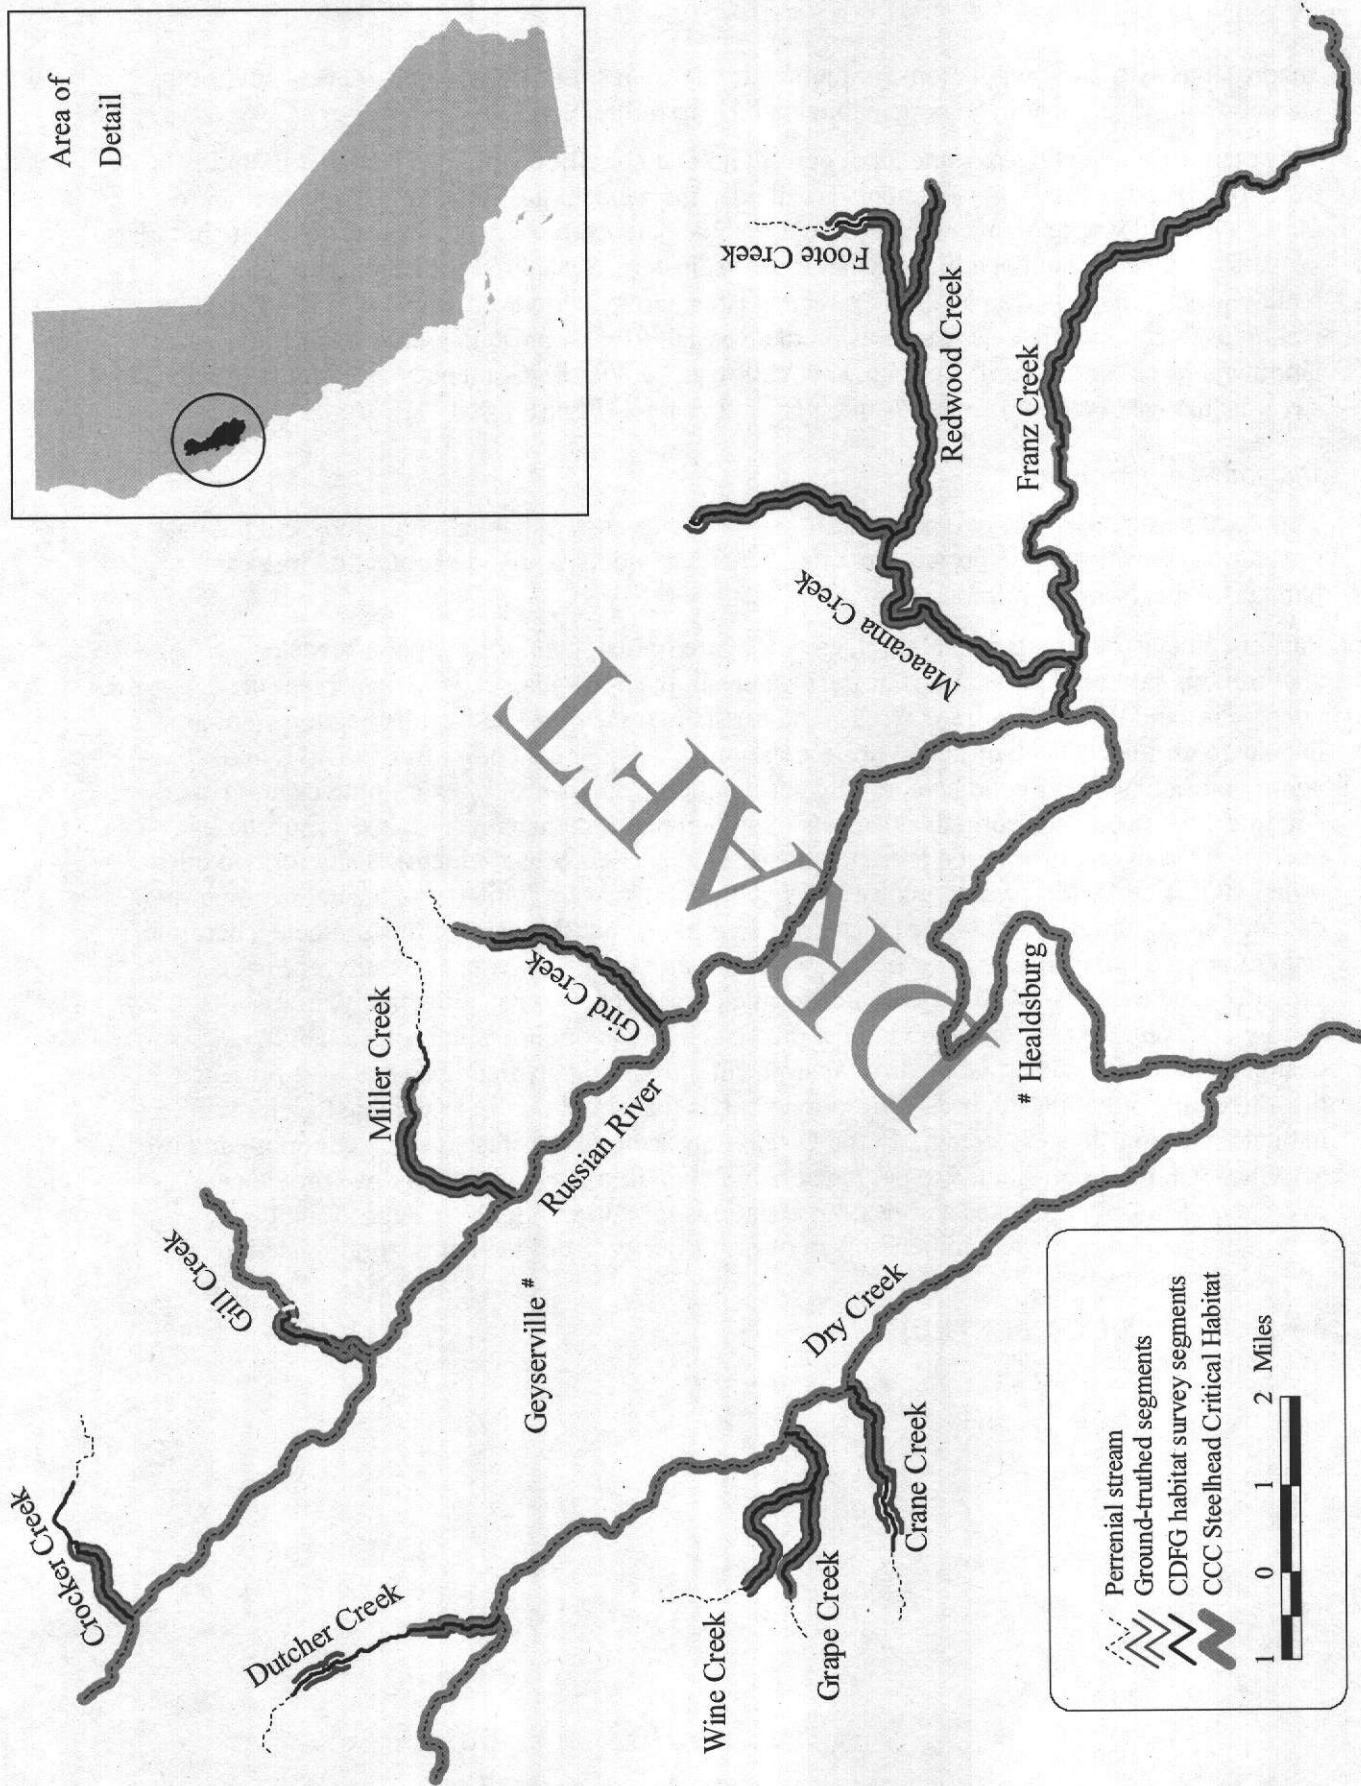 Area of
Detail
Foote Creek
Redwood Creek
Franz Creek
Maacama Creek
DRAFT
Gird Creek
Miller Creek
Russian River
# Healdsburg
Gill Creek
Geyserville #
Dry Creek
Crocker Creek
Dutcher Creek
Wine Creek
Grape Creek
Crane Creek
Perrenial stream
Ground-truthed segments
CDFG habitat survey segments
CCC Steelhead Critical Habitat
1 0 1 2 Miles